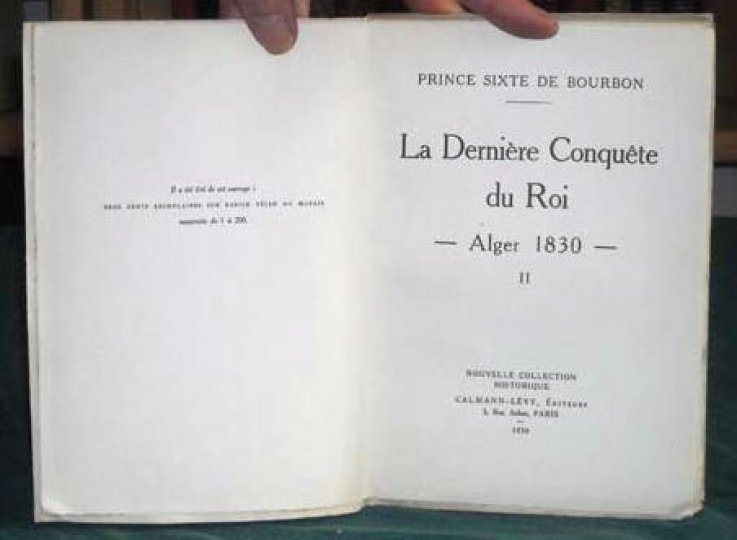 Il a été tiré de cet ouvrage :
DEUX CENTS EXEMPLAIRES SUR PAPIER VÉLIN DU MARAIS
numérotés de 1 à 200.
PRINCE SIXTE DE BOURBON
La Dernière Conquête
du Roi
— Alger 1830 —
II
NOUVELLE COLLECTION
HISTORIQUE
CALMANN-LÉVY, ÉDITEURS
3, Rue Auber, PARIS
—
1930